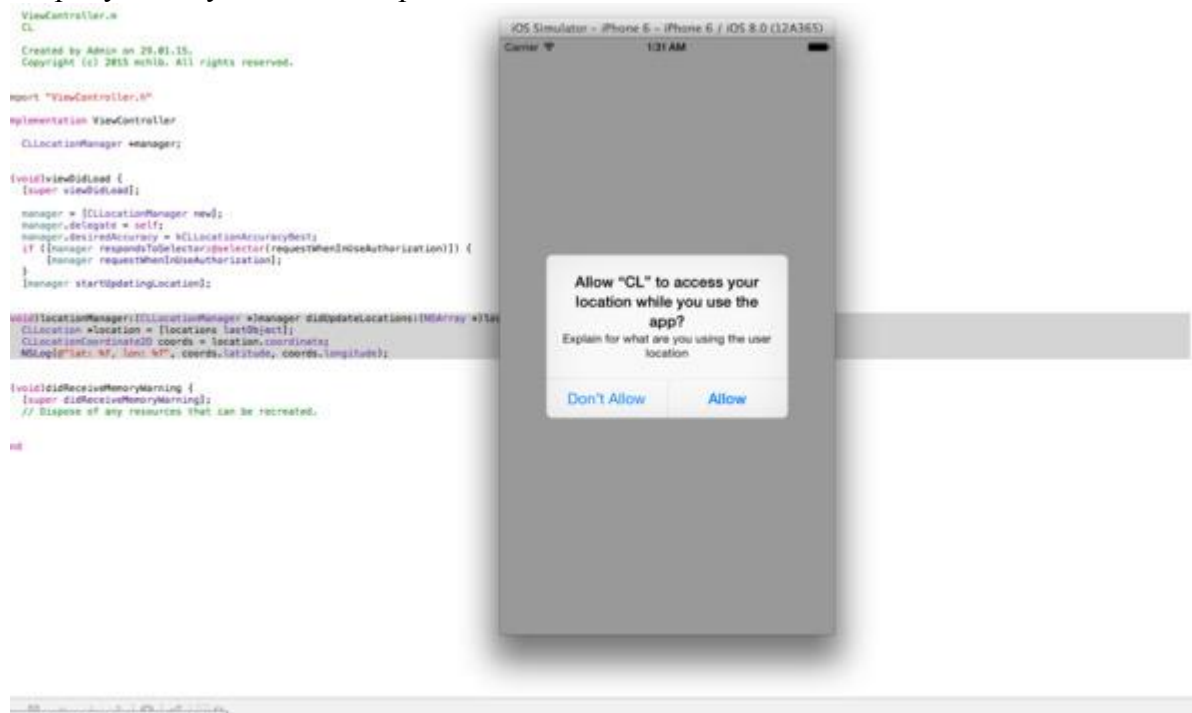 ViewController.m
CL
Created by Admin on 29.01.15.
Copyright (c) 2015 mchlb. All rights reserved.
mport "ViewController.h"
mplementation ViewController
CLLocationManager *manager;
(void)viewDidLoad {
[super viewDidLoad];
manager = [CLLocationManager new];
manager.delegate = self;
manager.desiredAccuracy = kCLLocationAccuracyBest;
if ([manager respondsToSelector:@selector(requestWhenInUseAuthorization)]) {
[manager requestWhenInUseAuthorization];
}
[manager startUpdatingLocation];
void)locationManager:(CLLocationManager *)manager didUpdateLocations:(NSArray *)loc
CLLocation *location = [locations lastObject];
CLLocationCoordinate2D coords = location.coordinate;
NSLog(@"lat: %f, lon: %f", coords.latitude, coords.longitude);
(void)didReceiveMemoryWarning {
[super didReceiveMemoryWarning];
// Dispose of any resources that can be recreated.
nd
iOS Simulator - iPhone 6 - iPhone 6 / iOS 8.0 (12A365)
Carrier 1:31 AM
Allow "CL" to access your
location while you use the
app?
Explain for what are you using the user
location
Don't Allow Allow